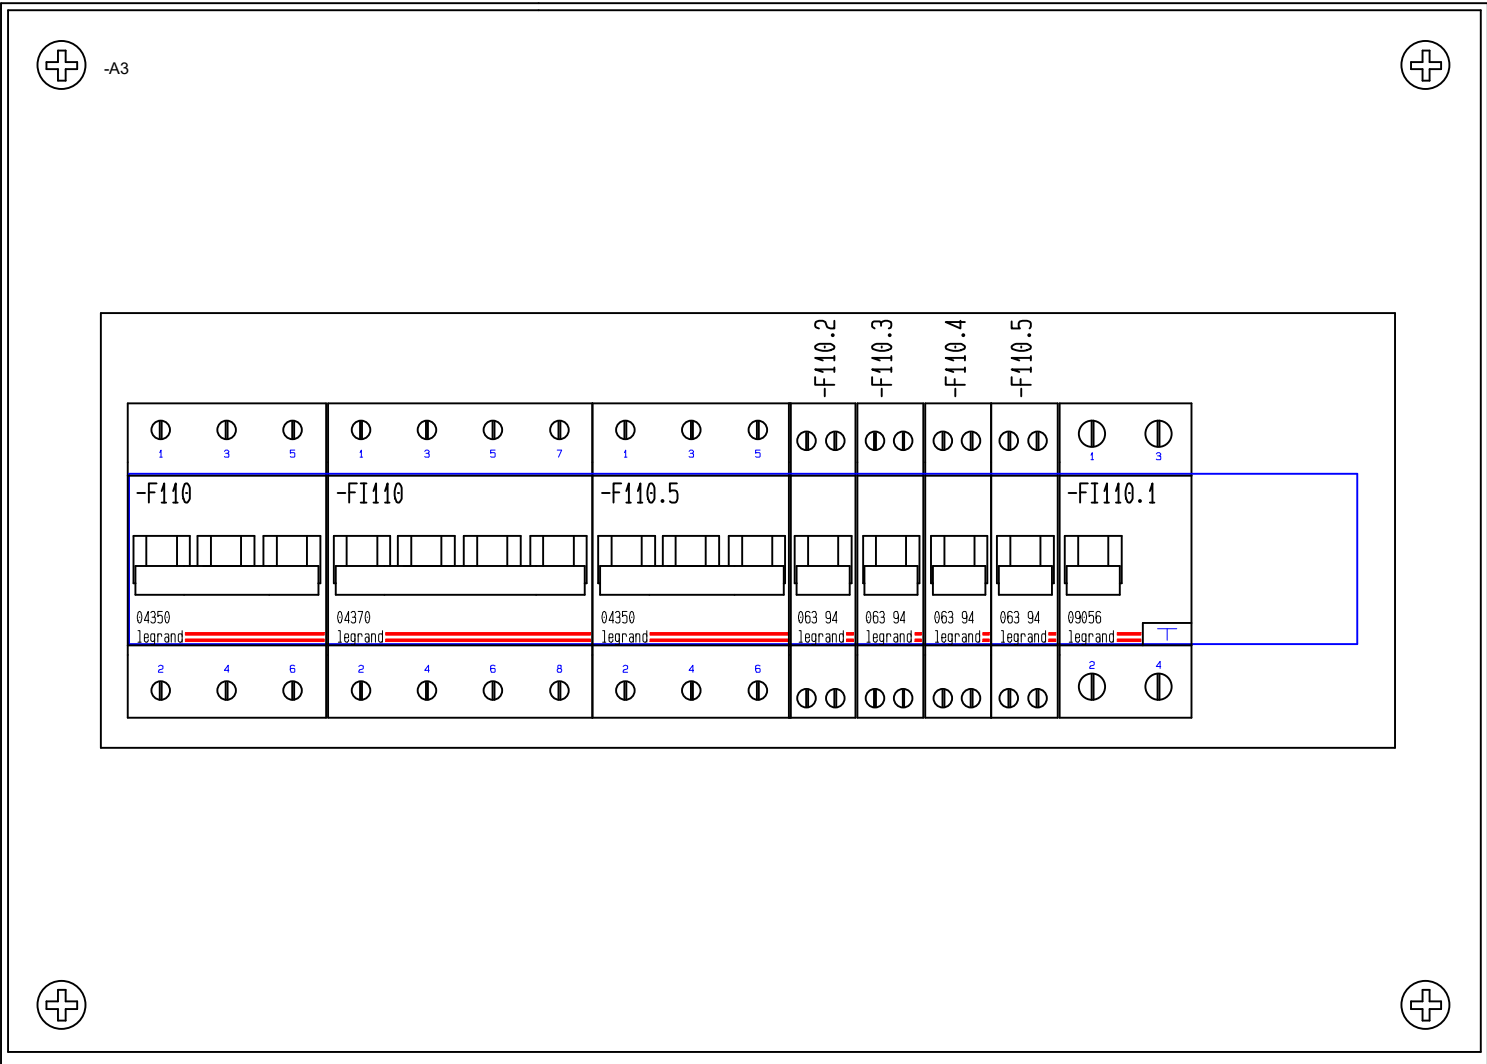 -A3
-F110.2 -F110.3 -F110.4 -F110.5
1 3 5 1 3 5 7 1 3 5 1 3
-F110 -FI110 -F110.5 -FI110.1
04350 04370 04350 063 94 063 94 063 94 063 94 09056
legrand legrand legrand legrand legrand legrand legrand legrand T
2 4 6 2 4 6 8 2 4 6 2 4